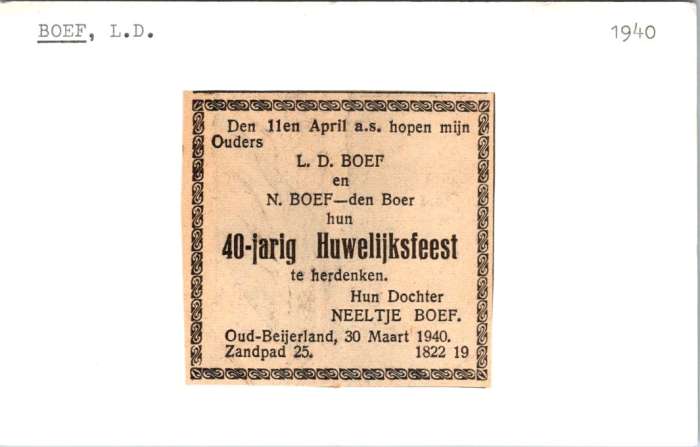 BOEF, L.D.
1940
Den 11en April a.s. hopen mijn
Ouders
L. D. BOEF
en
N. BOEF—den Boer
hun
40-jarig Huwelijksfeest
te herdenken.
Hun Dochter
NEELTJE BOEF.
Oud-Beijerland, 30 Maart 1940.
Zandpad 25. 1822 19